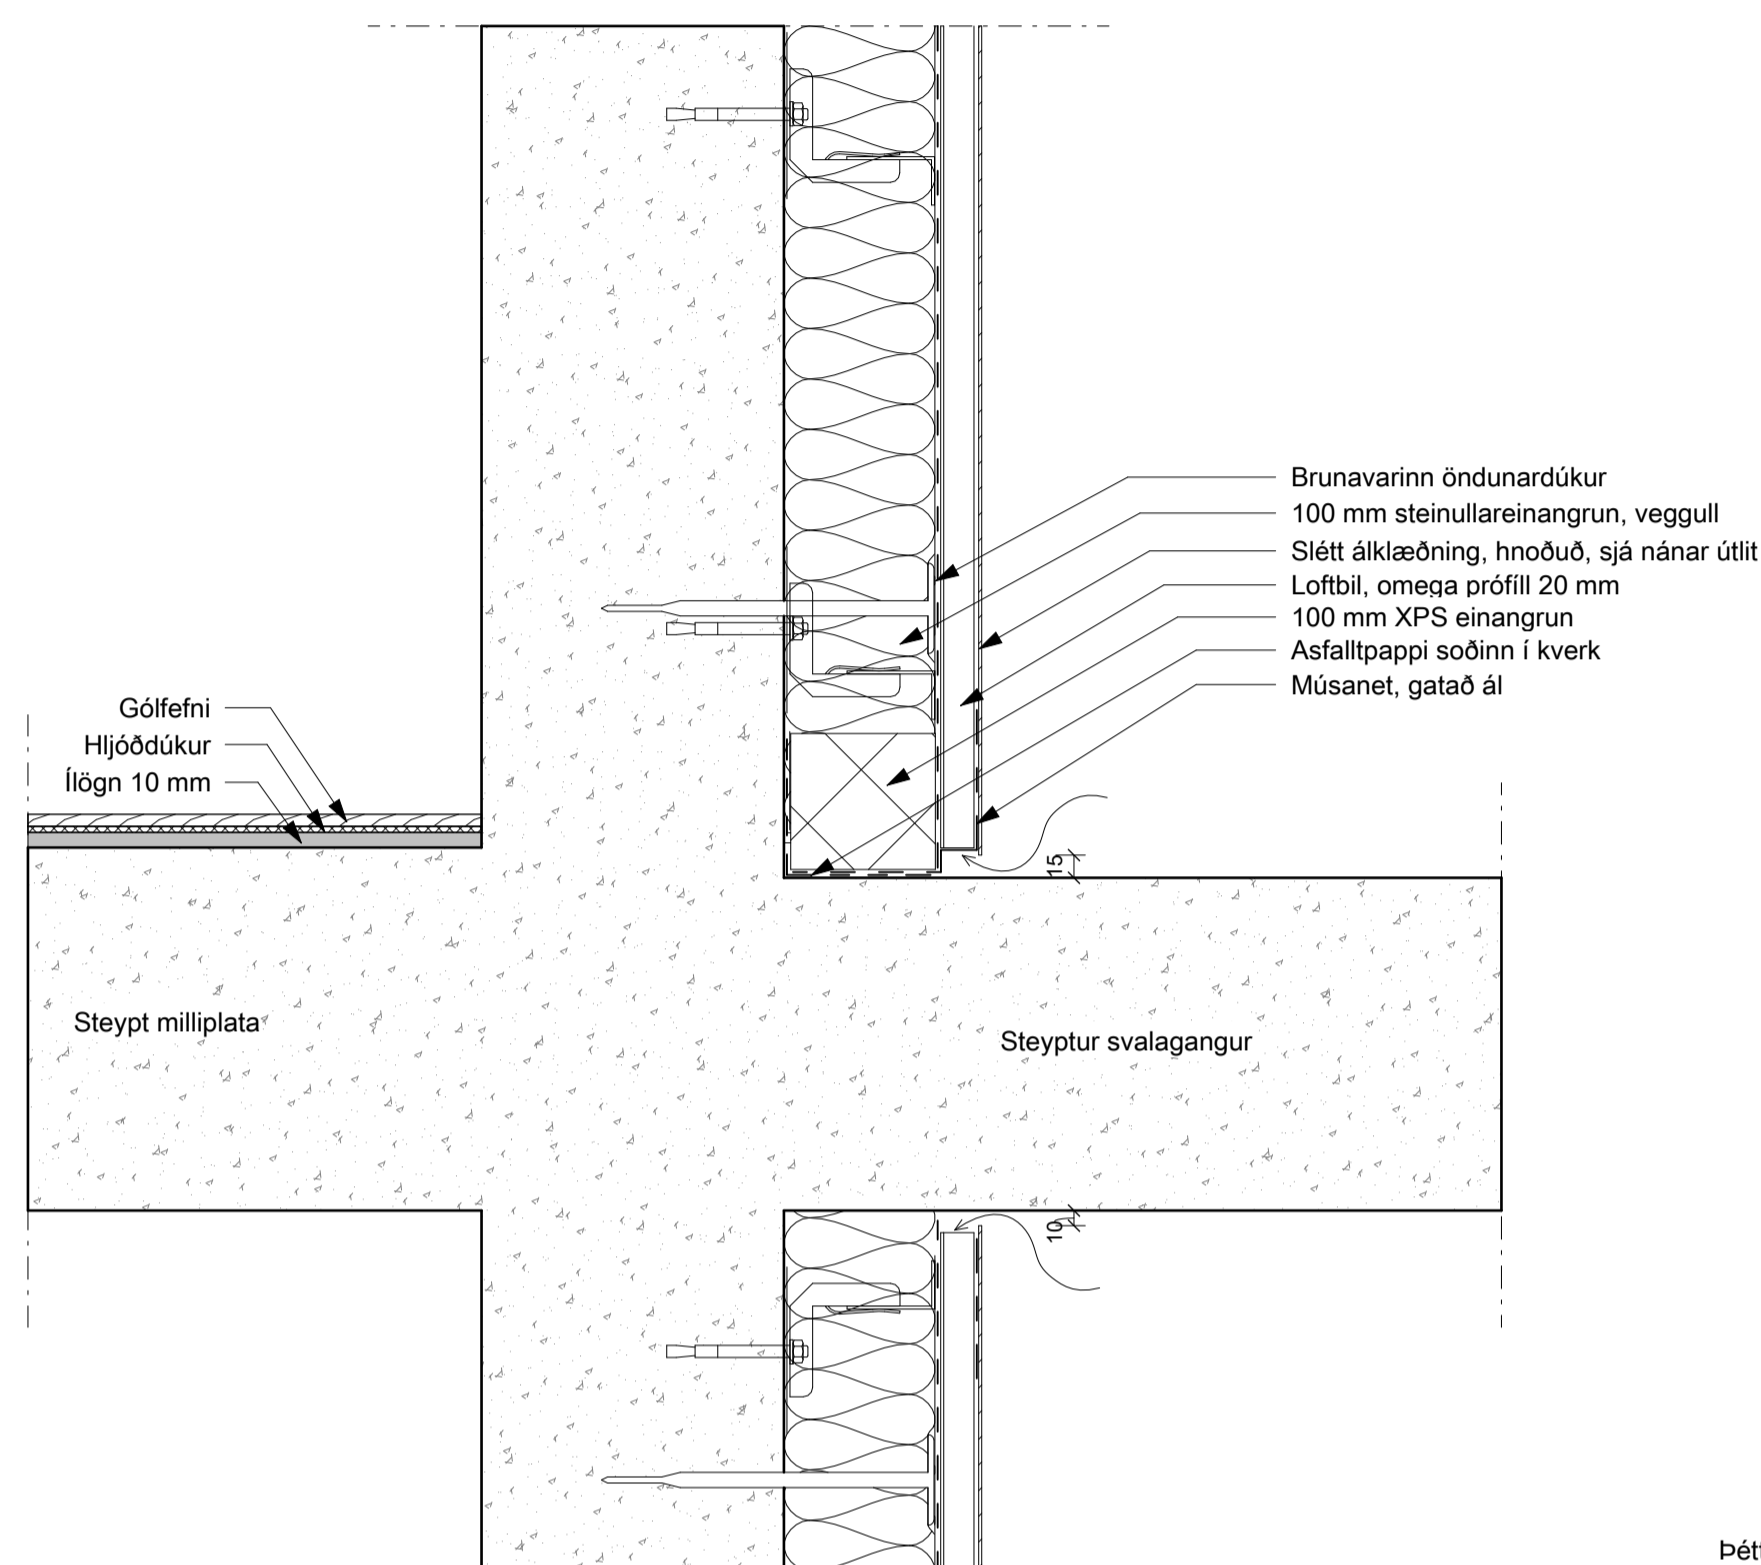 Brunavarinn öndunardúkur
100 mm steinullareinangrun, veggull
Slétt álklæðning, hnoðuð, sjá nánar útlit
Loftbil, omega prófíll 20 mm
100 mm XPS einangrun
Asfalltpappi soðinn í kverk
Músanet, gatað ál
Gólfefni
Hljóðdúkur
Ílögn 10 mm
15
Steypt milliplata
Steyptur svalagangur
10
Þét